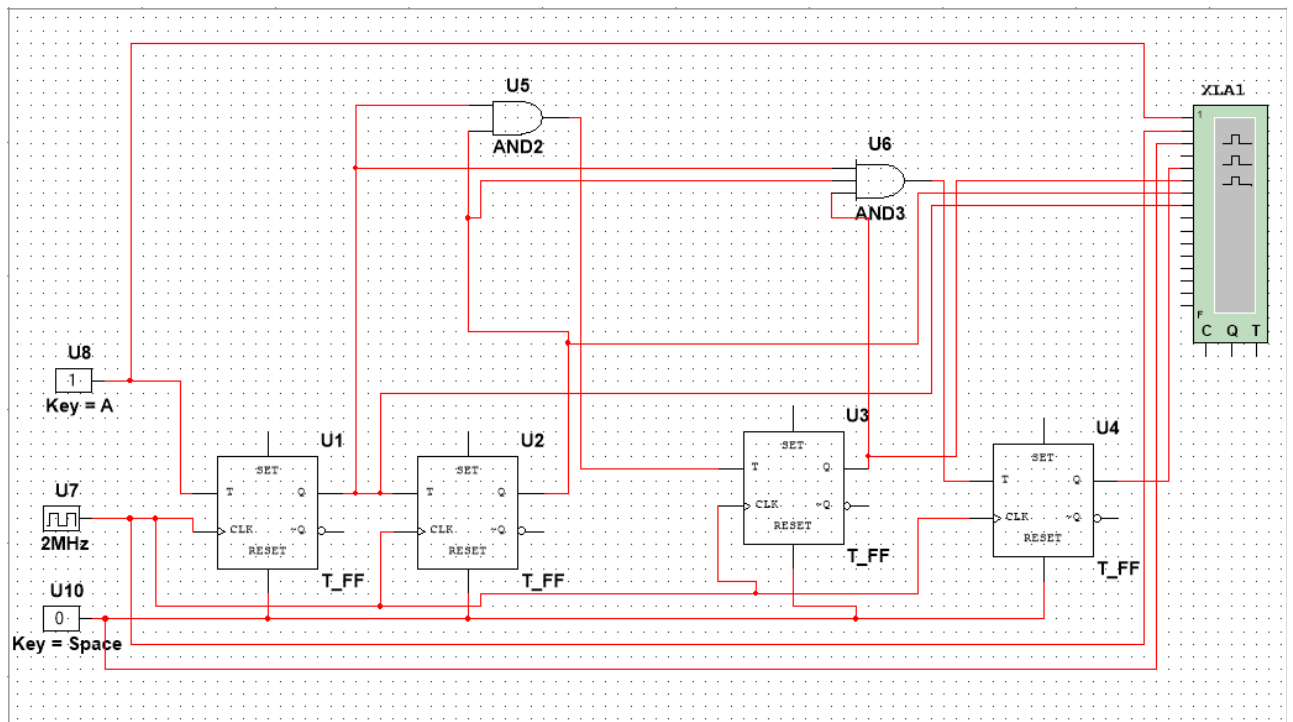 U5
AND2
XLA1
1
F
C Q T
U6
AND3
U8
1
Key = A
U7
2MHz
U10
0
Key = Space
U1
SET
T Q
CLK ~Q
RESET
T_FF
U2
SET
T Q
CLK ~Q
RESET
T_FF
U3
SET
T Q
CLK ~Q
RESET
T_FF
U4
SET
T Q
CLK ~Q
RESET
T_FF